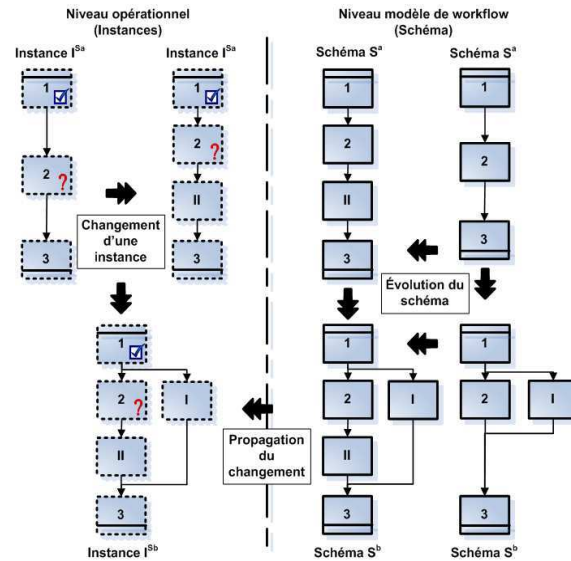 Niveau opérationnel
(Instances)
Niveau modèle de workflow
(Schéma)
Instance I^Sa
Instance I^Sa
Schéma S^a
Schéma S^a
1
1
1
1
2
2
2
2
?
?
II
II
3
3
3
3
Changement
d'une
instance
Évolution du
schéma
1
1
1
2
?
I
2
I
2
I
II
II
Propagation
du
changement
3
3
3
Instance I^Sb
Schéma S^b
Schéma S^b